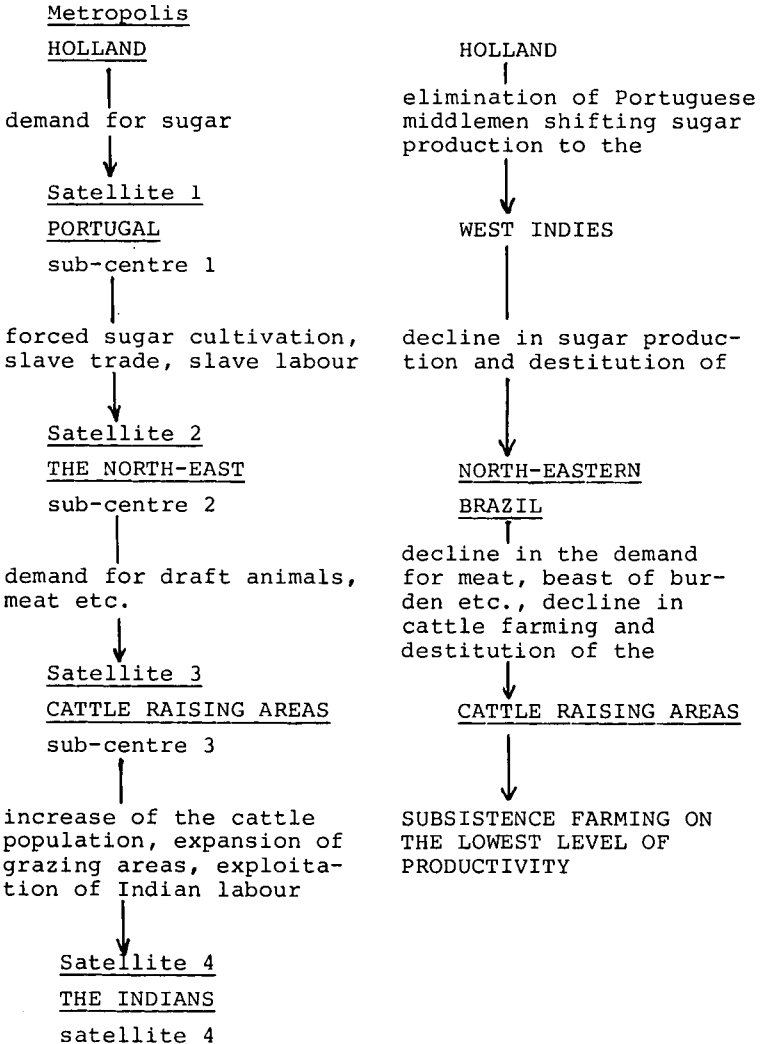 Metropolis
HOLLAND
demand for sugar
Satellite 1
PORTUGAL
sub-centre 1
forced sugar cultivation,
slave trade, slave labour
Satellite 2
THE NORTH-EAST
sub-centre 2
demand for draft animals,
meat etc.
Satellite 3
CATTLE RAISING AREAS
sub-centre 3
increase of the cattle
population, expansion of
grazing areas, exploita-
tion of Indian labour
Satellite 4
THE INDIANS
satellite 4
HOLLAND
elimination of Portuguese
middlemen shifting sugar
production to the
WEST INDIES
decline in sugar produc-
tion and destitution of
NORTH-EASTERN
BRAZIL
decline in the demand
for meat, beast of bur-
den etc., decline in
cattle farming and
destitution of the
CATTLE RAISING AREAS
SUBSISTENCE FARMING ON
THE LOWEST LEVEL OF
PRODUCTIVITY